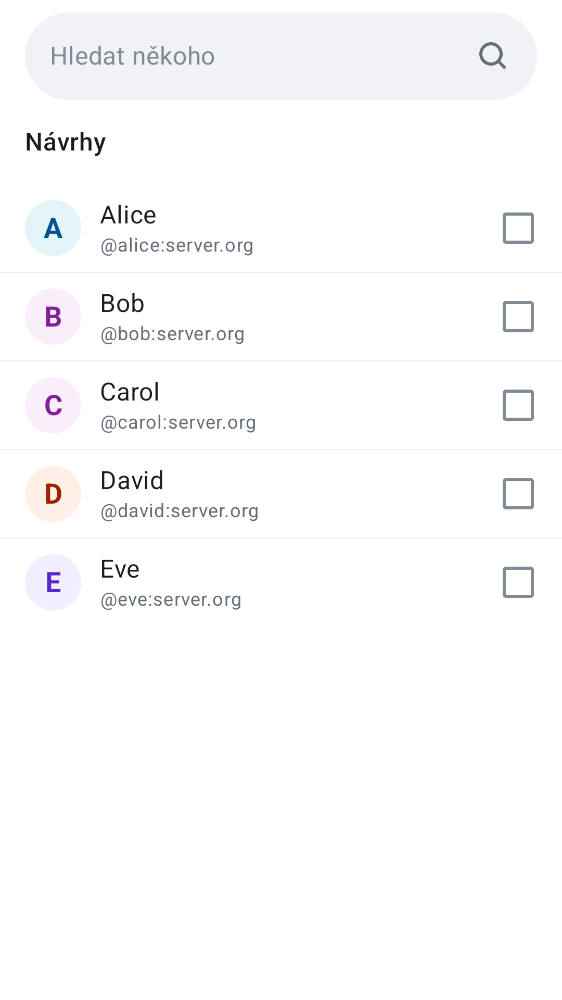 Hledat někoho
Návrhy
A
Alice
@alice:server.org
B
Bob
@bob:server.org
C
Carol
@carol:server.org
D
David
@david:server.org
E
Eve
@eve:server.org